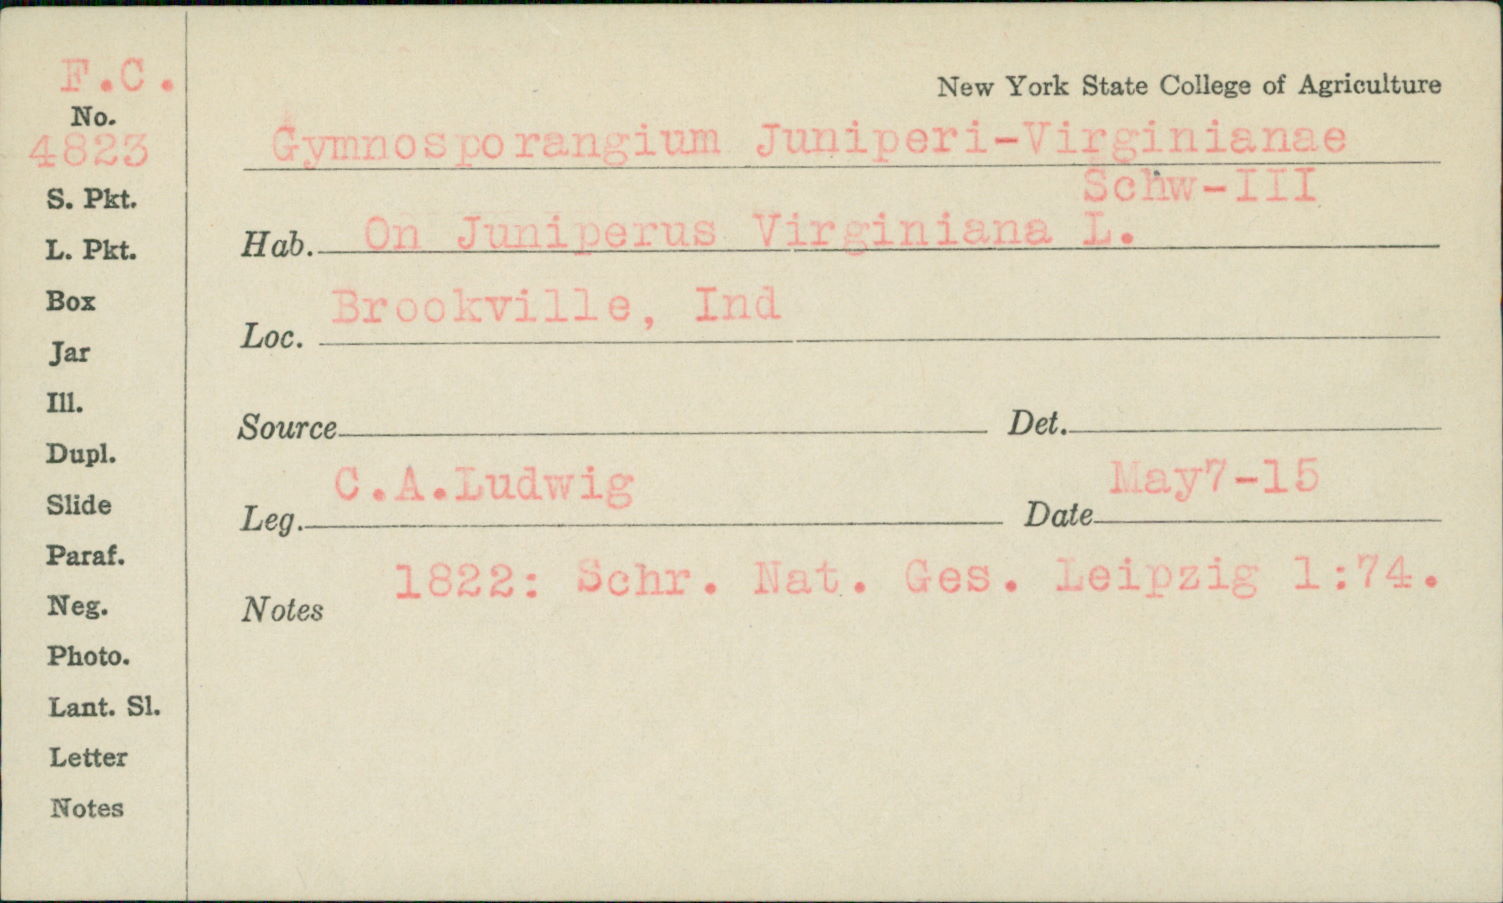 F.C.
No.
4823
S. Pkt.
L. Pkt.
Box
Jar
Ill.
Dupl.
Slide
Paraf.
Neg.
Photo.
Lant. Sl.
Letter
Notes
New York State College of Agriculture
Gymnosporangium Juniperi-Virginianae
Schw-III
Hab. On Juniperus Virginiana L.
Loc. Brookville, Ind
Source Det.
Leg. C.A.Ludwig Date May7-15
Notes 1822: Schr. Nat. Ges. Leipzig 1:74.